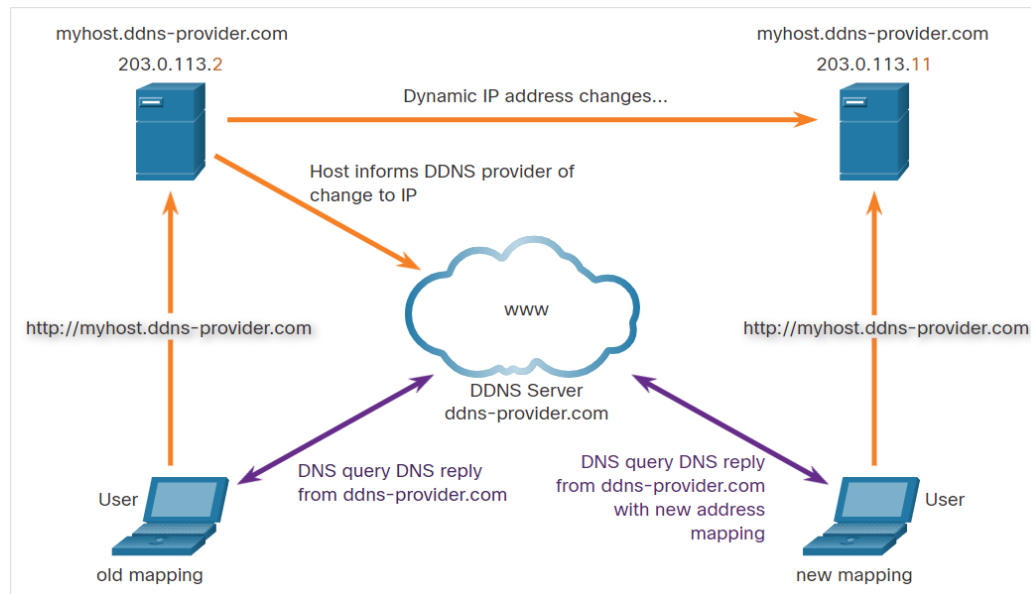 myhost.ddns-provider.com
203.0.113.2
myhost.ddns-provider.com
203.0.113.11
Dynamic IP address changes...
Host informs DDNS provider of
change to IP
www
http://myhost.ddns-provider.com
http://myhost.ddns-provider.com
DDNS Server
ddns-provider.com
DNS query DNS reply
from ddns-provider.com
DNS query DNS reply
from ddns-provider.com
with new address
mapping
User
old mapping
User
new mapping